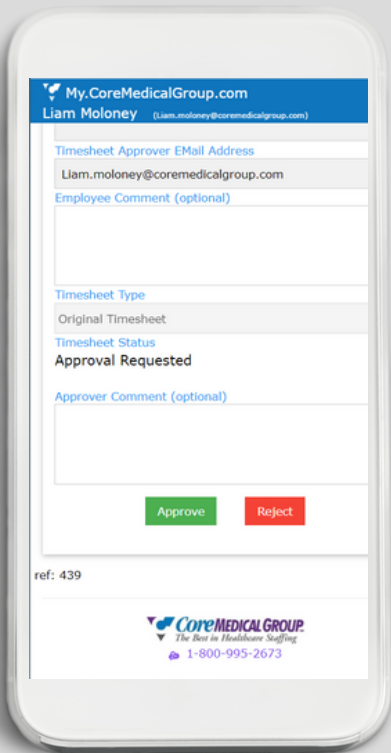 My.CoreMedicalGroup.com
Liam Moloney (Liam.moloney@coremedicalgroup.com)
Timesheet Approver EMail Address
Liam.moloney@coremedicalgroup.com
Employee Comment (optional)
Timesheet Type
Original Timesheet
Timesheet Status
Approval Requested
Approver Comment (optional)
Approve Reject
ref: 439
CoreMEDICAL GROUP.
The Best in Healthcare Staffing
1-800-995-2673